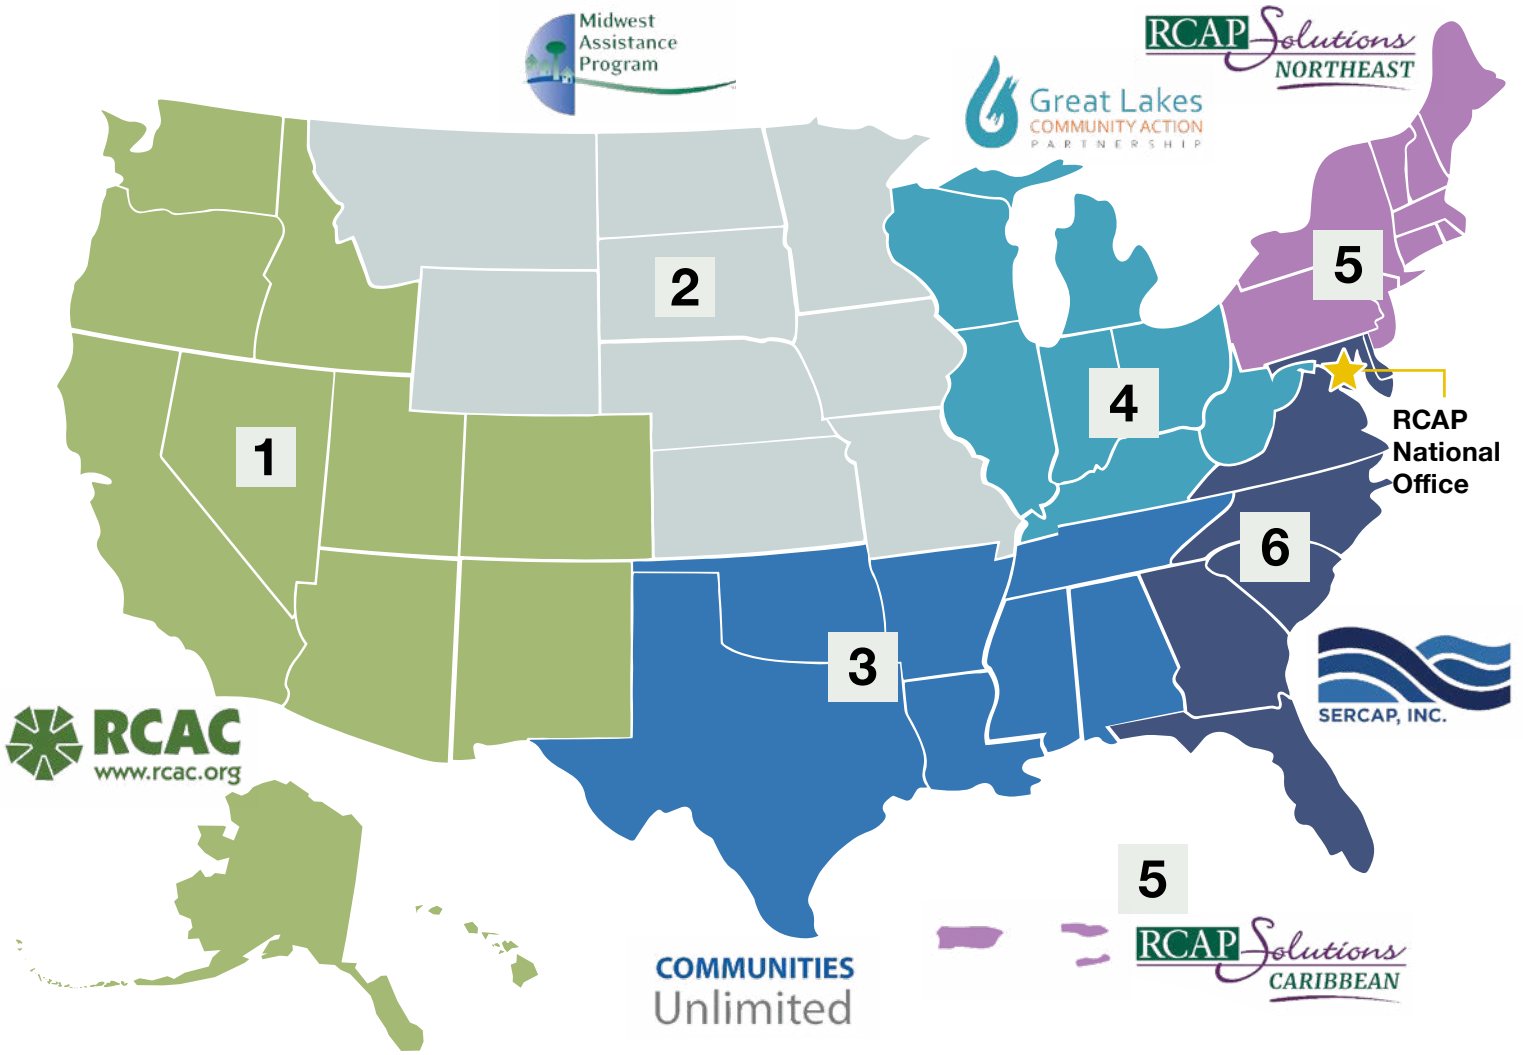 Midwest
Assistance
Program
RCAP Solutions
NORTHEAST
Great Lakes
COMMUNITY ACTION
PARTNERSHIP
5
2
4
RCAP
National
Office
1
6
3
SERCAP, INC.
RCAC
www.rcac.org
5
COMMUNITIES
Unlimited
RCAP Solutions
CARIBBEAN